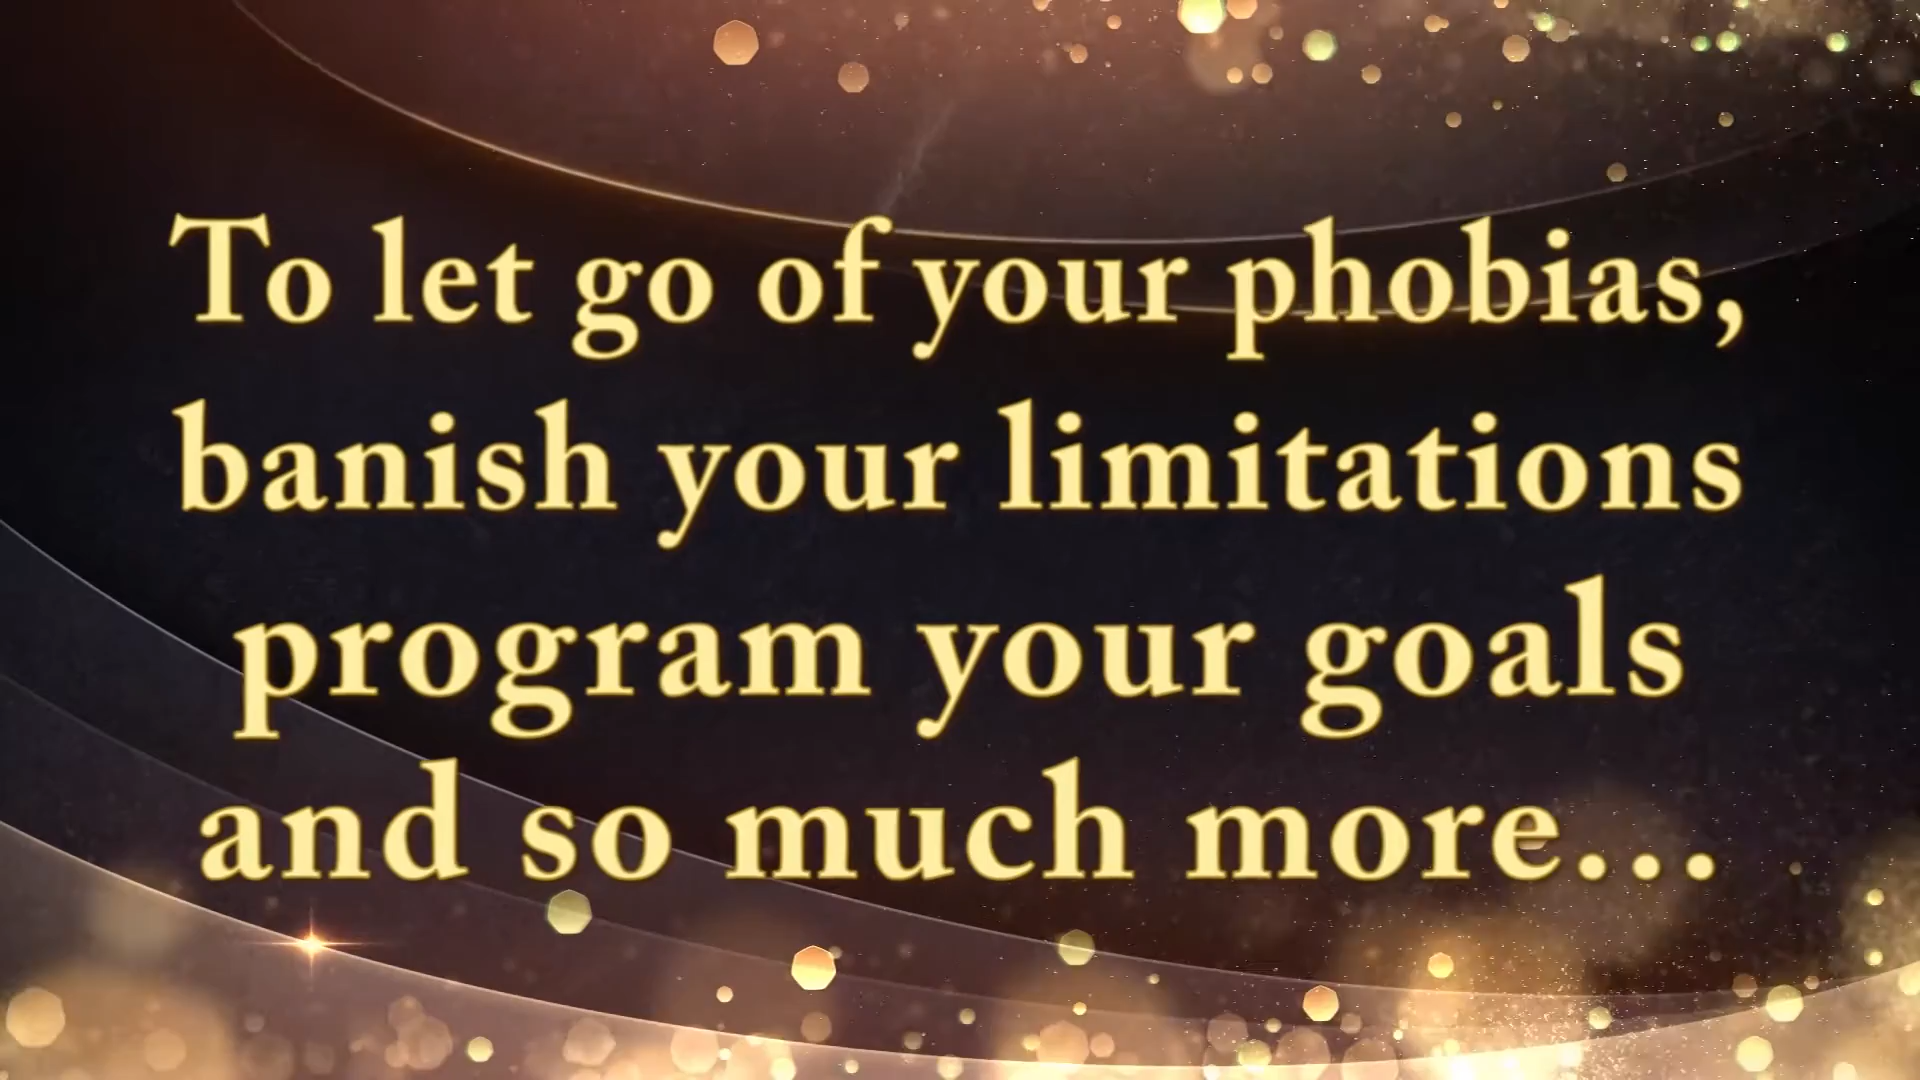 To let go of your phobias,
banish your limitations
program your goals
and so much more...